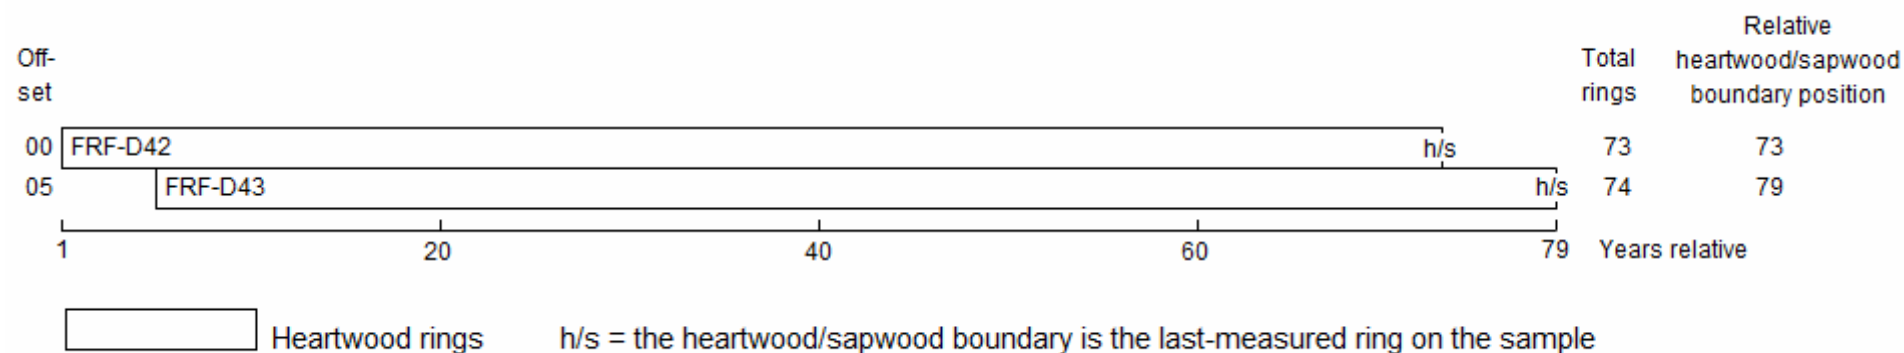 Relative
Off- Total heartwood/sapwood
set rings boundary position
00 FRF-D42 h/s 73 73
05 FRF-D43 h/s 74 79
1 20 40 60 79 Years relative
Heartwood rings h/s = the heartwood/sapwood boundary is the last-measured ring on the sample